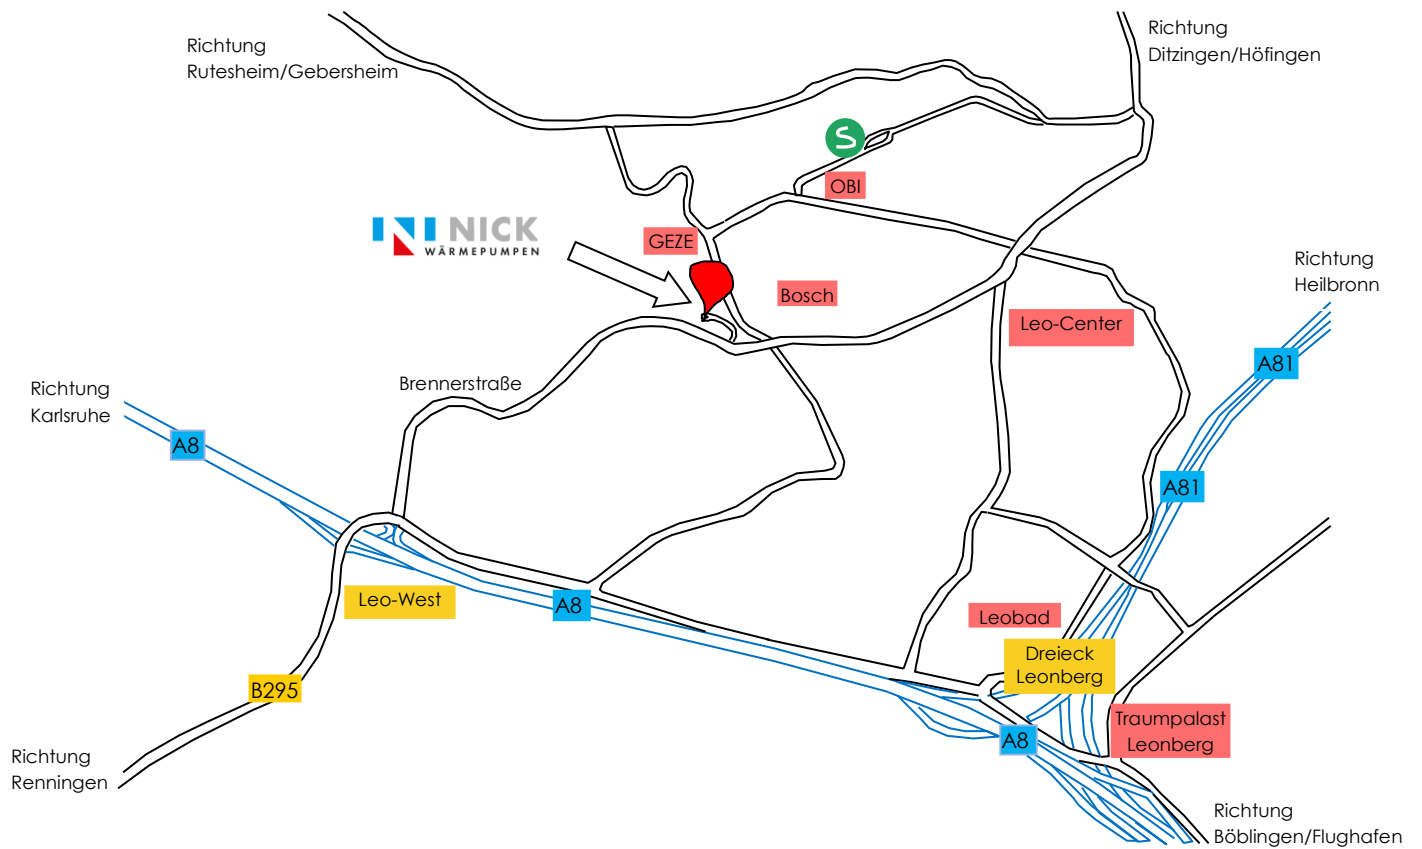 Richtung
Ditzingen/Höfingen
Richtung
Rutesheim/Gebersheim
S
OBI
NICK
WÄRMEPUMPEN
GEZE
Bosch
Richtung
Heilbronn
Leo-Center
A81
Richtung
Karlsruhe
Brennerstraße
A8
A81
Leo-West
A8
Leobad
Dreieck
Leonberg
B295
Traumpalast
Leonberg
A8
Richtung
Renningen
Richtung
Böblingen/Flughafen